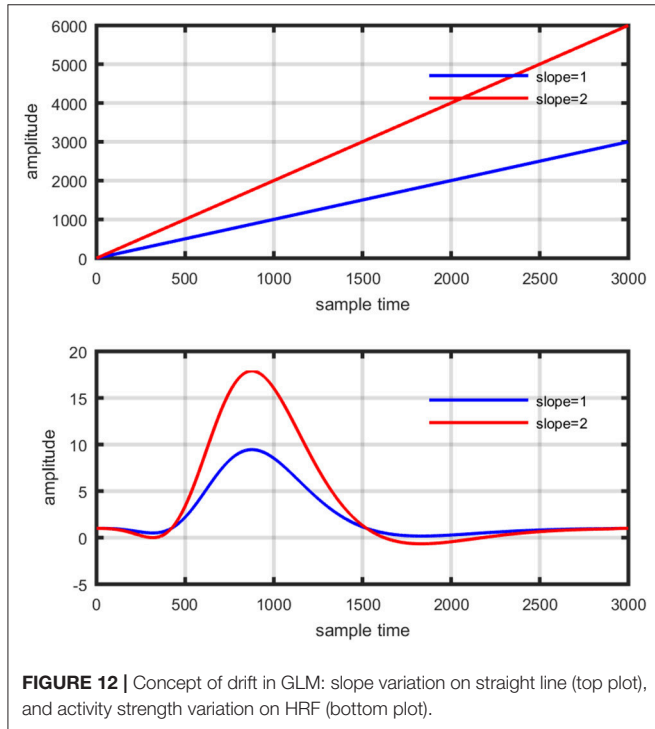 6000
5000
4000
3000
2000
1000
0
amplitude
slope=1
slope=2
0 500 1000 1500 2000 2500 3000
sample time
20
15
10
5
0
-5
amplitude
slope=1
slope=2
0 500 1000 1500 2000 2500 3000
sample time
FIGURE 12 | Concept of drift in GLM: slope variation on straight line (top plot),
and activity strength variation on HRF (bottom plot).